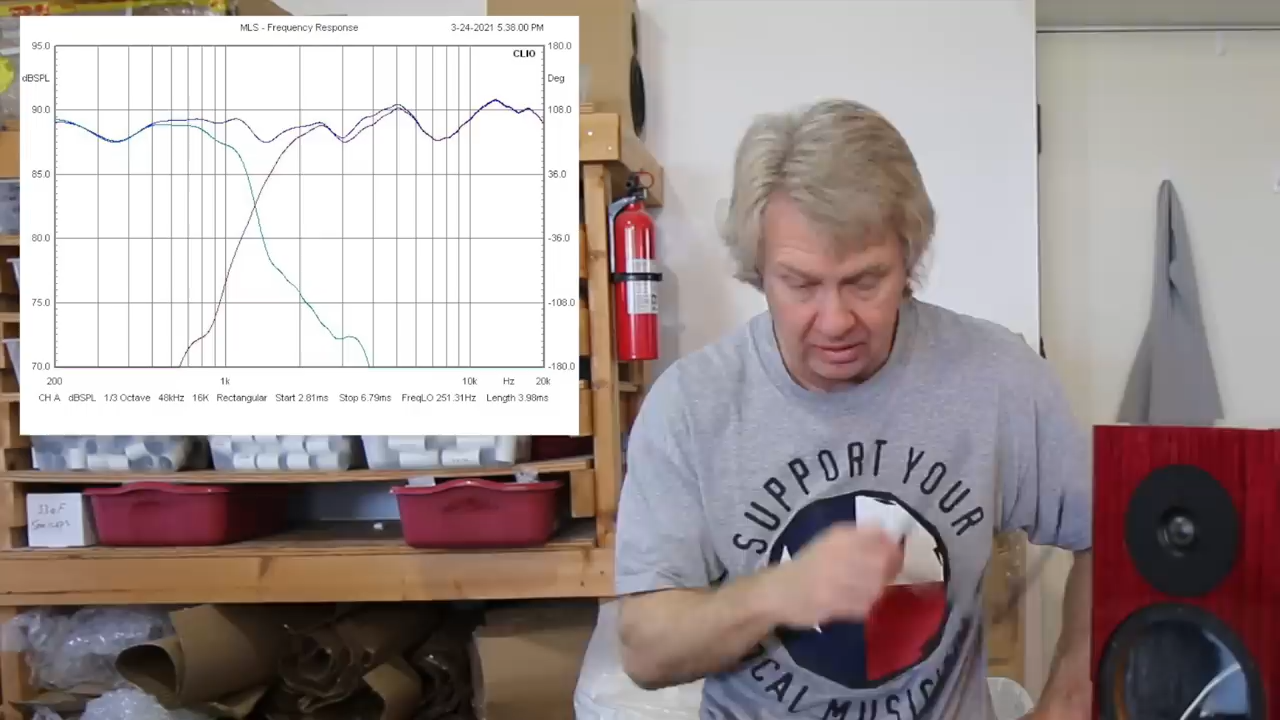 MLS - Frequency Response
3-24-2021 5.38.00 PM
95.0
180.0
CLIO
dBSPL
Deg
90.0
108.0
85.0
36.0
80.0
-36.0
75.0
-108.0
70.0
-180.0
200
1k
10k
Hz
20k
CH A dBSPL 1/3 Octave 48kHz 16K Rectangular Start 2.81ms Stop 6.79ms FreqLO 251.31Hz Length 3.98ms
SUPPORT YOUR
CAL MUSIC